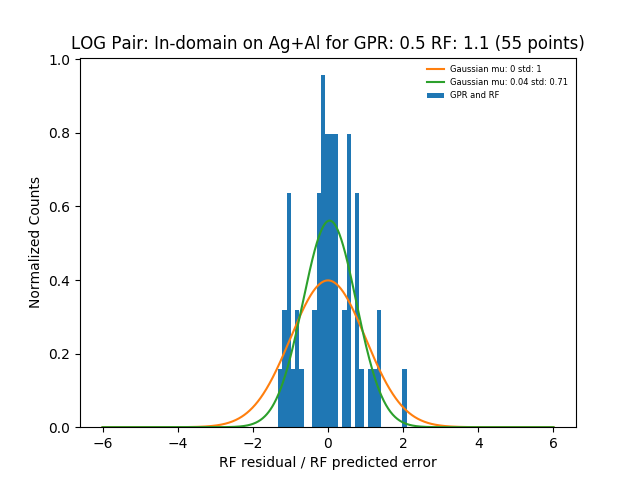 LOG Pair: In-domain on Ag+Al for GPR: 0.5 RF: 1.1 (55 points)
Gaussian mu: 0 std: 1
Gaussian mu: 0.04 std: 0.71
GPR and RF
Normalized Counts
1.0
0.8
0.6
0.4
0.2
0.0
−6 −4 −2 0 2 4 6
RF residual / RF predicted error